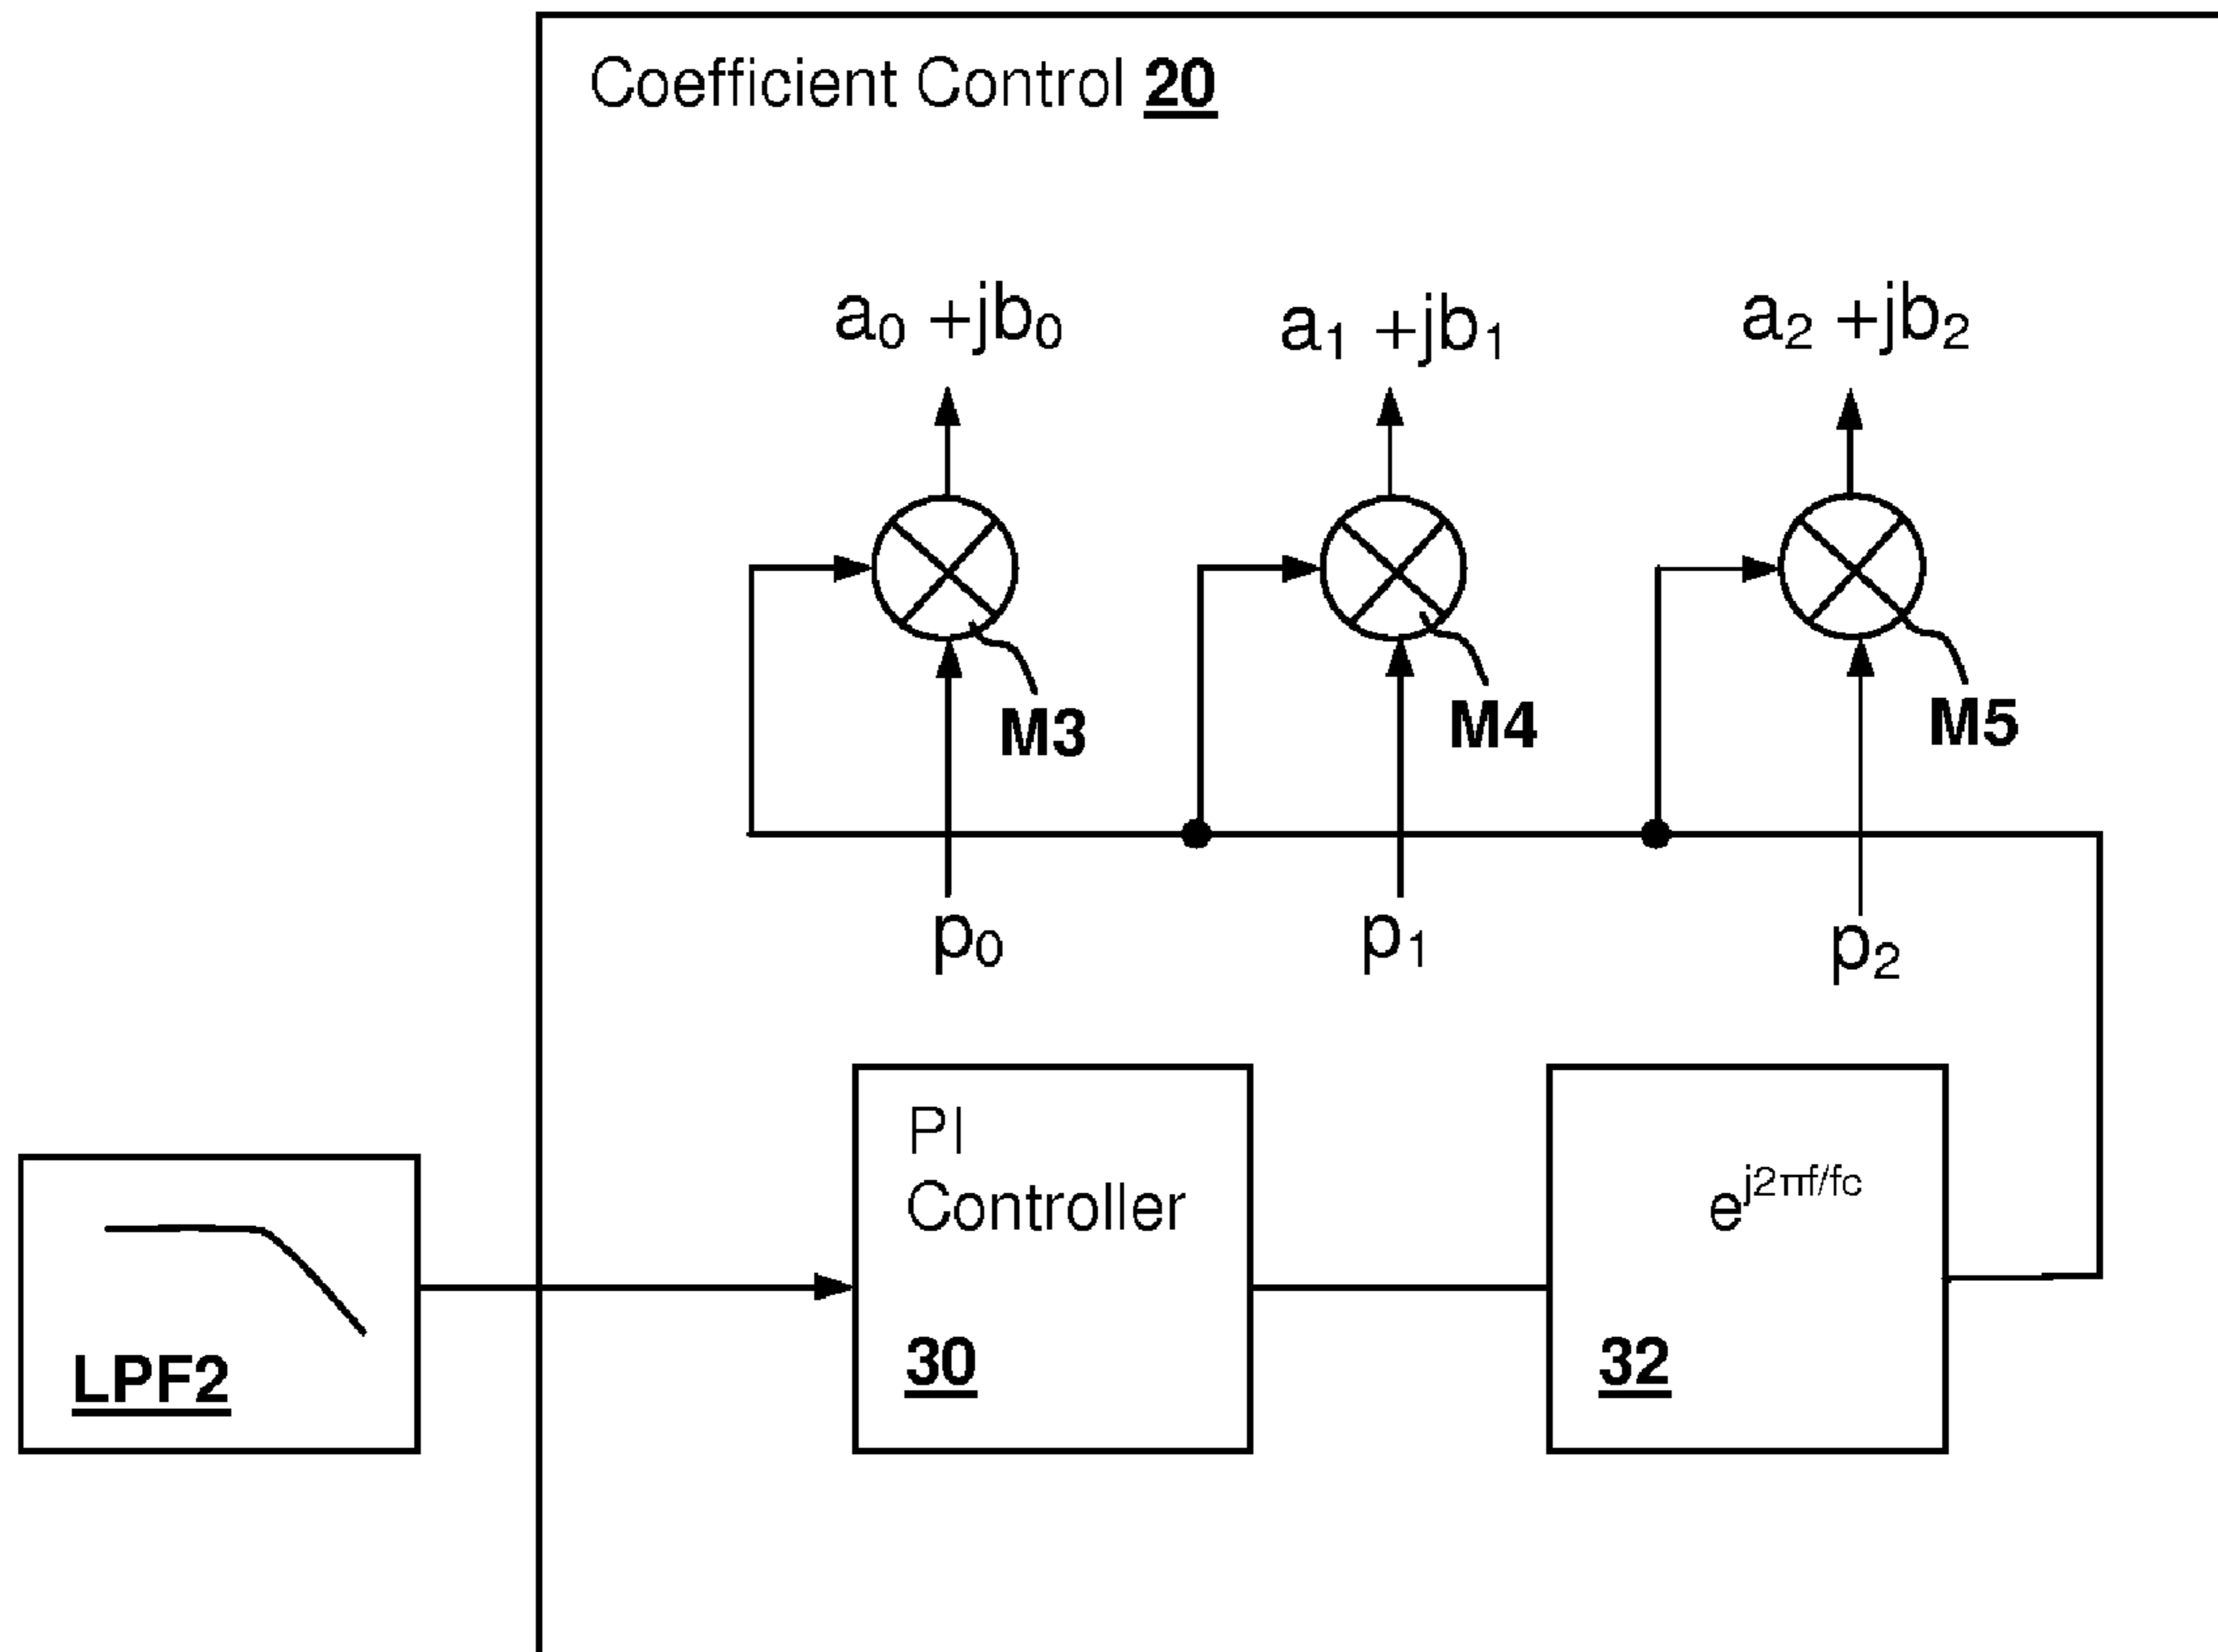 Coefficient Control 20
a₀ +jb₀
a₁ +jb₁
a₂ +jb₂
M3
M4
M5
p₀
p₁
p₂
PI
Controller
30
e^{j2πf/fc}
32
LPF2